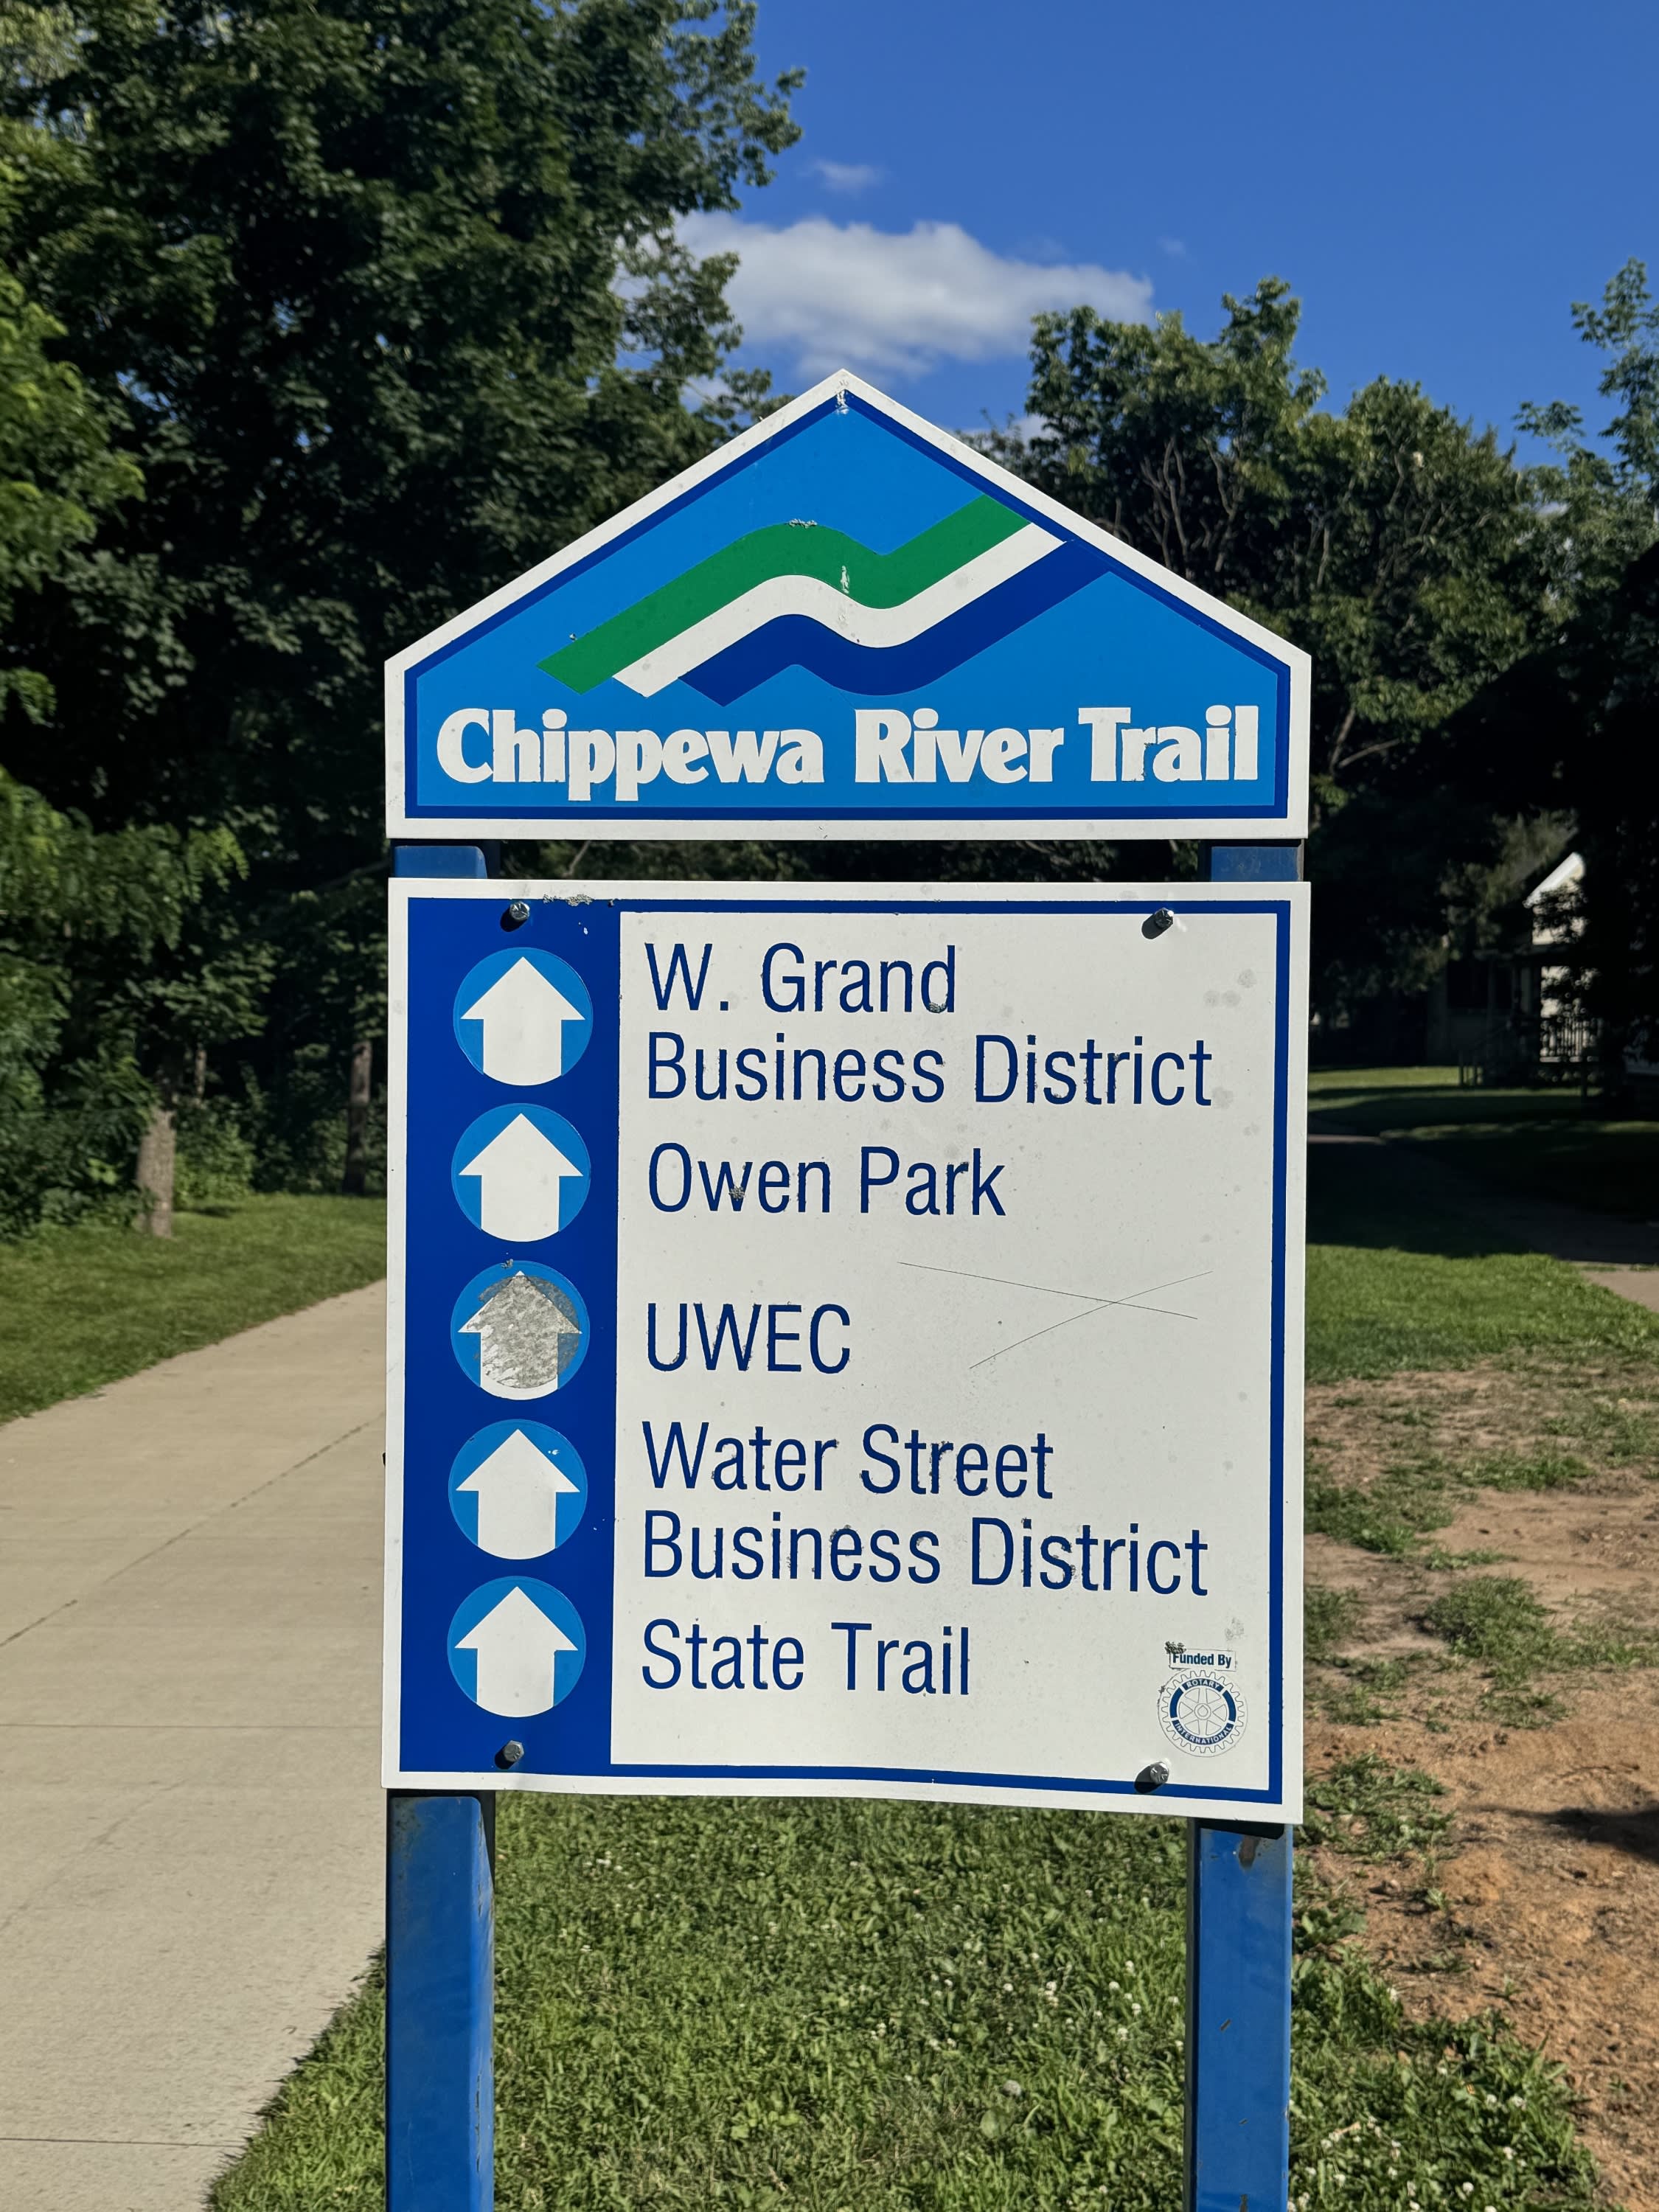 Chippewa River Trail
W. Grand
Business District
Owen Park
UWEC
Water Street
Business District
State Trail
Funded By
ROTARY
INTERNATIONAL